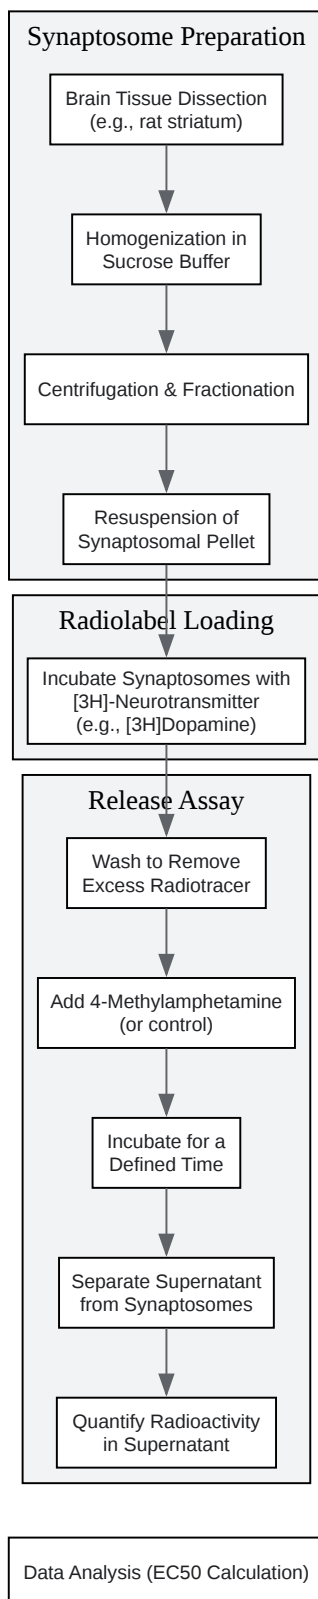 Synaptosome Preparation
Brain Tissue Dissection
(e.g., rat striatum)
Homogenization in
Sucrose Buffer
Centrifugation & Fractionation
Resuspension of
Synaptosomal Pellet
Radiolabel Loading
Incubate Synaptosomes with
[3H]-Neurotransmitter
(e.g., [3H]Dopamine)
Release Assay
Wash to Remove
Excess Radiotracer
Add 4-Methylamphetamine
(or control)
Incubate for a
Defined Time
Separate Supernatant
from Synaptosomes
Quantify Radioactivity
in Supernatant
Data Analysis (EC50 Calculation)